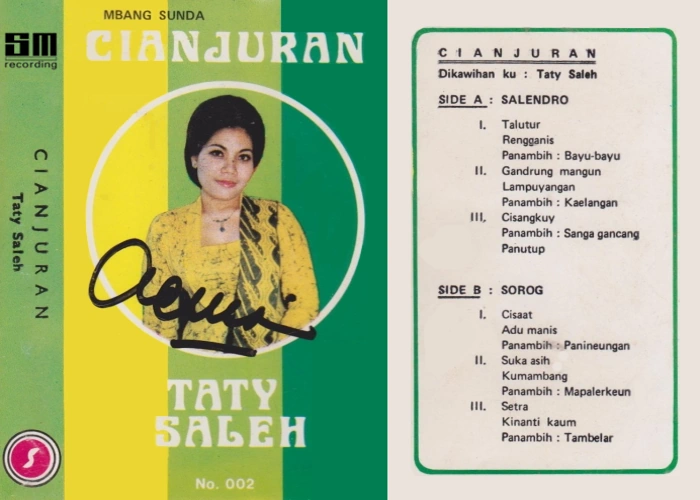 SM
recording
CIANJURAN
Taty Saleh
S
MBANG SUNDA
CIANJURAN
TATY
SALEH
No. 002
CIANJURAN
Dikawihan ku : Taty Saleh
SIDE A : SALENDRO
I. Talutur
Rengganis
Panambih : Bayu-bayu
II. Gandrung mangun
Lampuyangan
Panambih : Kaelangan
III. Cisangkuy
Panambih : Sanga gancang
Panutup
SIDE B : SOROG
I. Cisaat
Adu manis
Panambih : Panineungan
II. Suka asih
Kumambang
Panambih : Mapalerkeun
III. Setra
Kinanti kaum
Panambih : Tambelar